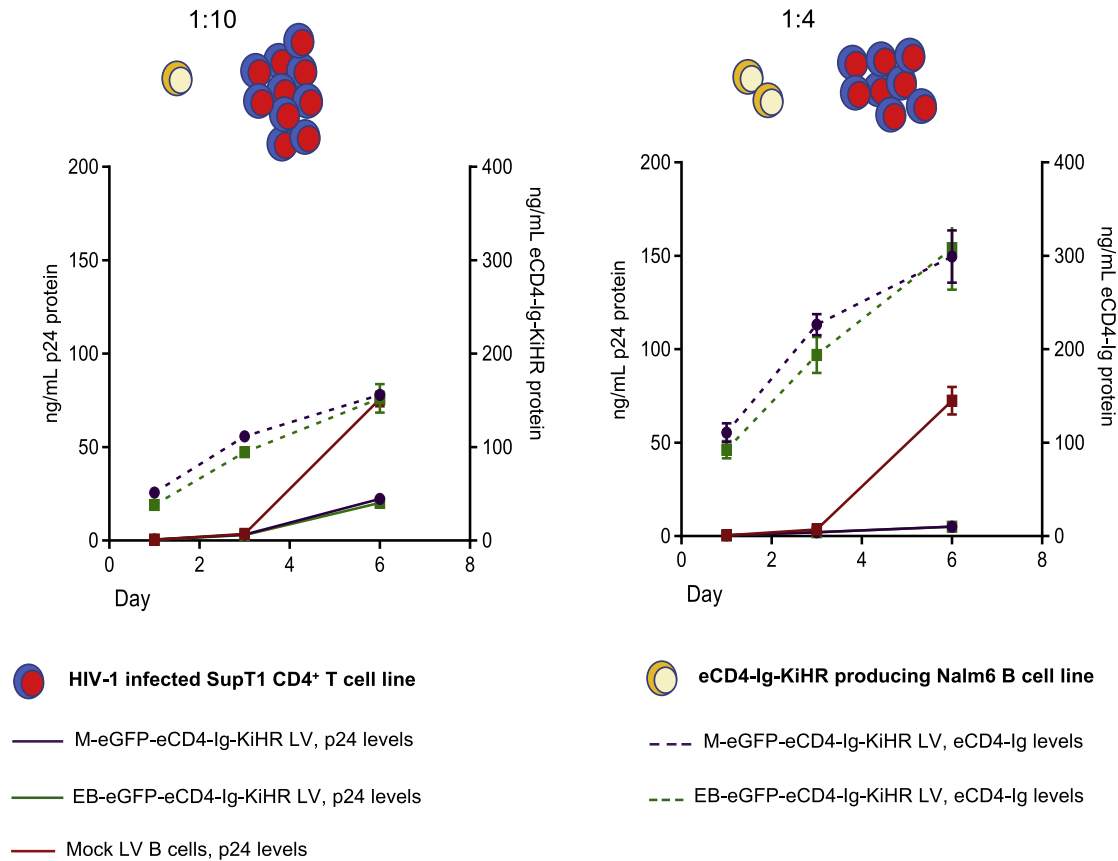 1:10
1:4
200
150
100
50
0
ng/mL p24 protein
400
300
200
100
0
ng/mL eCD4-Ig-KiHR protein
0 2 4 6 8
Day
200
150
100
50
0
ng/mL p24 protein
400
300
200
100
0
ng/mL eCD4-Ig protein
0 2 4 6 8
Day
HIV-1 infected SupT1 CD4⁺ T cell line
eCD4-Ig-KiHR producing Nalm6 B cell line
M-eGFP-eCD4-Ig-KiHR LV, p24 levels
M-eGFP-eCD4-Ig-KiHR LV, eCD4-Ig levels
EB-eGFP-eCD4-Ig-KiHR LV, p24 levels
EB-eGFP-eCD4-Ig-KiHR LV, eCD4-Ig levels
Mock LV B cells, p24 levels